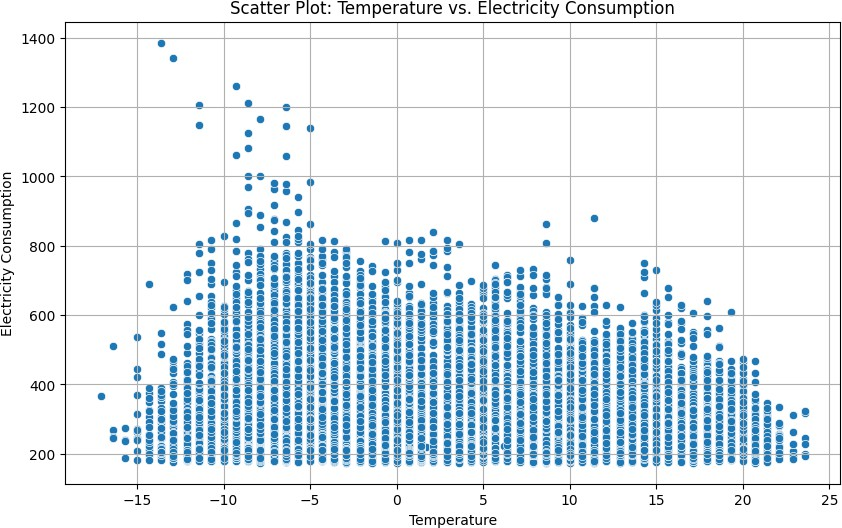 Scatter Plot: Temperature vs. Electricity Consumption
1400
1200
1000
800
600
400
200
Electricity Consumption
−15 −10 −5 0 5 10 15 20 25
Temperature